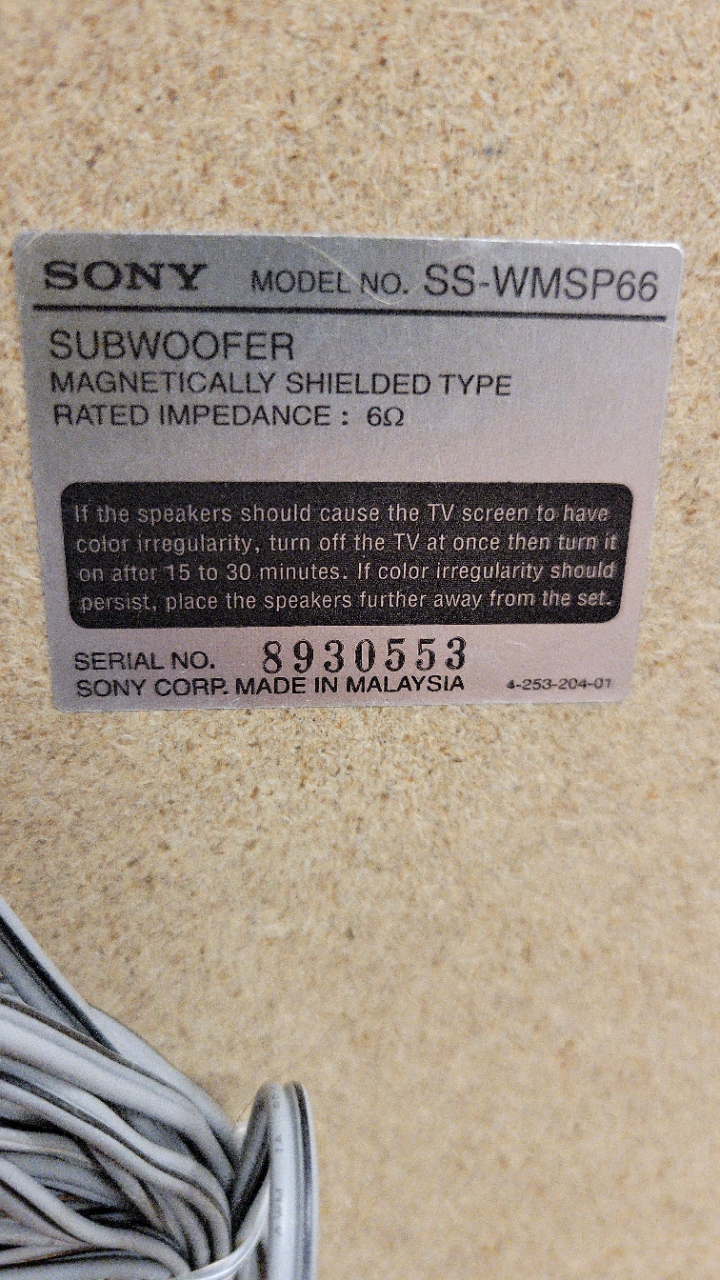 SONY MODEL NO. SS-WMSP66
SUBWOOFER
MAGNETICALLY SHIELDED TYPE
RATED IMPEDANCE : 6Ω
If the speakers should cause the TV screen to have
color irregularity, turn off the TV at once then turn it
on after 15 to 30 minutes. If color irregularity should
persist, place the speakers further away from the set.
SERIAL NO. 8930553
SONY CORP. MADE IN MALAYSIA 4-253-204-01